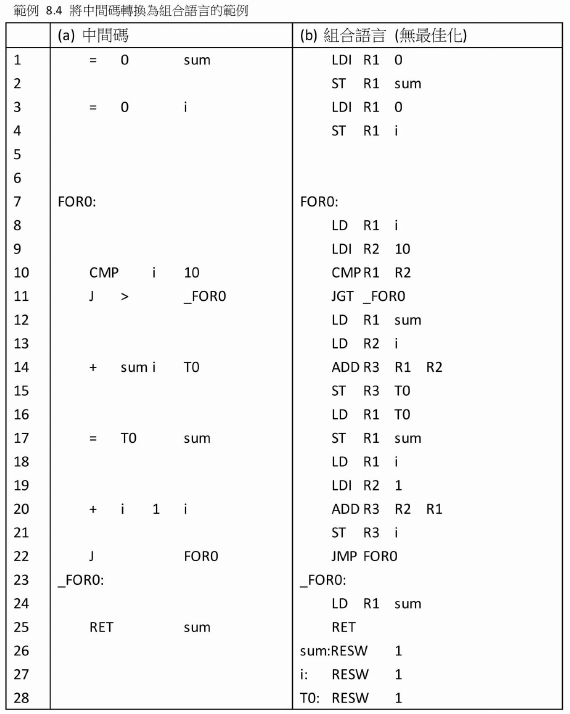 範例 8.4 將中間碼轉換為組合語言的範例
(a) 中間碼 (b) 組合語言 (無最佳化)
1 = 0 sum LDI R1 0
2 ST R1 sum
3 = 0 i LDI R1 0
4 ST R1 i
5
6
7 FOR0: FOR0:
8 LD R1 i
9 LDI R2 10
10 CMP i 10 CMP R1 R2
11 J > _FOR0 JGT _FOR0
12 LD R1 sum
13 LD R2 i
14 + sum i T0 ADD R3 R1 R2
15 ST R3 T0
16 LD R1 T0
17 = T0 sum ST R1 sum
18 LD R1 i
19 LDI R2 1
20 + i 1 i ADD R3 R2 R1
21 ST R3 i
22 J FOR0 JMP FOR0
23 _FOR0: _FOR0:
24 LD R1 sum
25 RET sum RET
26 sum:RESW 1
27 i: RESW 1
28 T0: RESW 1